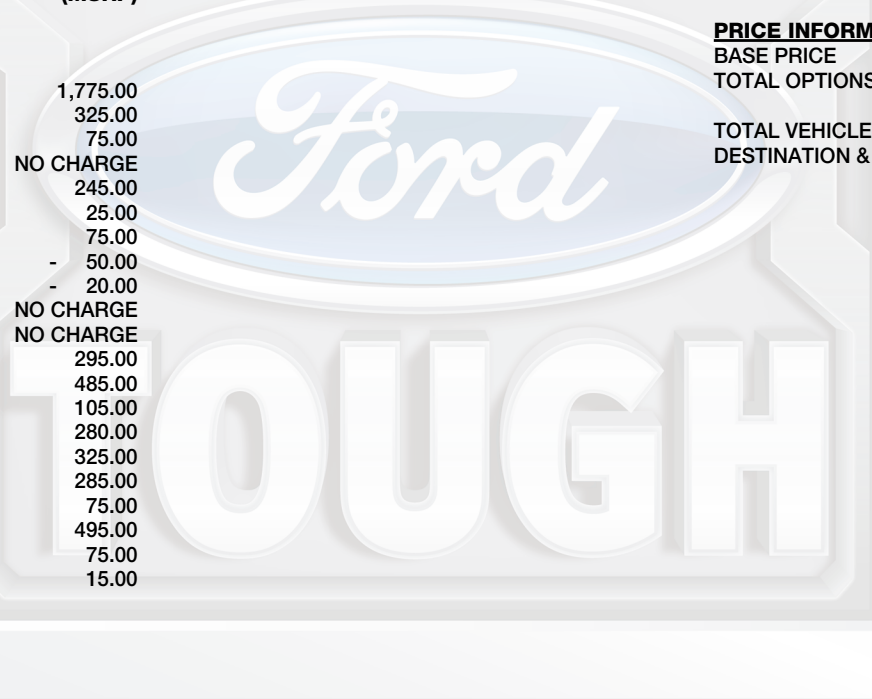 (MSRP)
PRICE INFORM
BASE PRICE
TOTAL OPTIONS
TOTAL VEHICLE
DESTINATION &
1,775.00
325.00
75.00
NO CHARGE
245.00
25.00
75.00
- 50.00
- 20.00
NO CHARGE
NO CHARGE
295.00
485.00
105.00
280.00
325.00
285.00
75.00
495.00
75.00
15.00
Ford
TOUGH